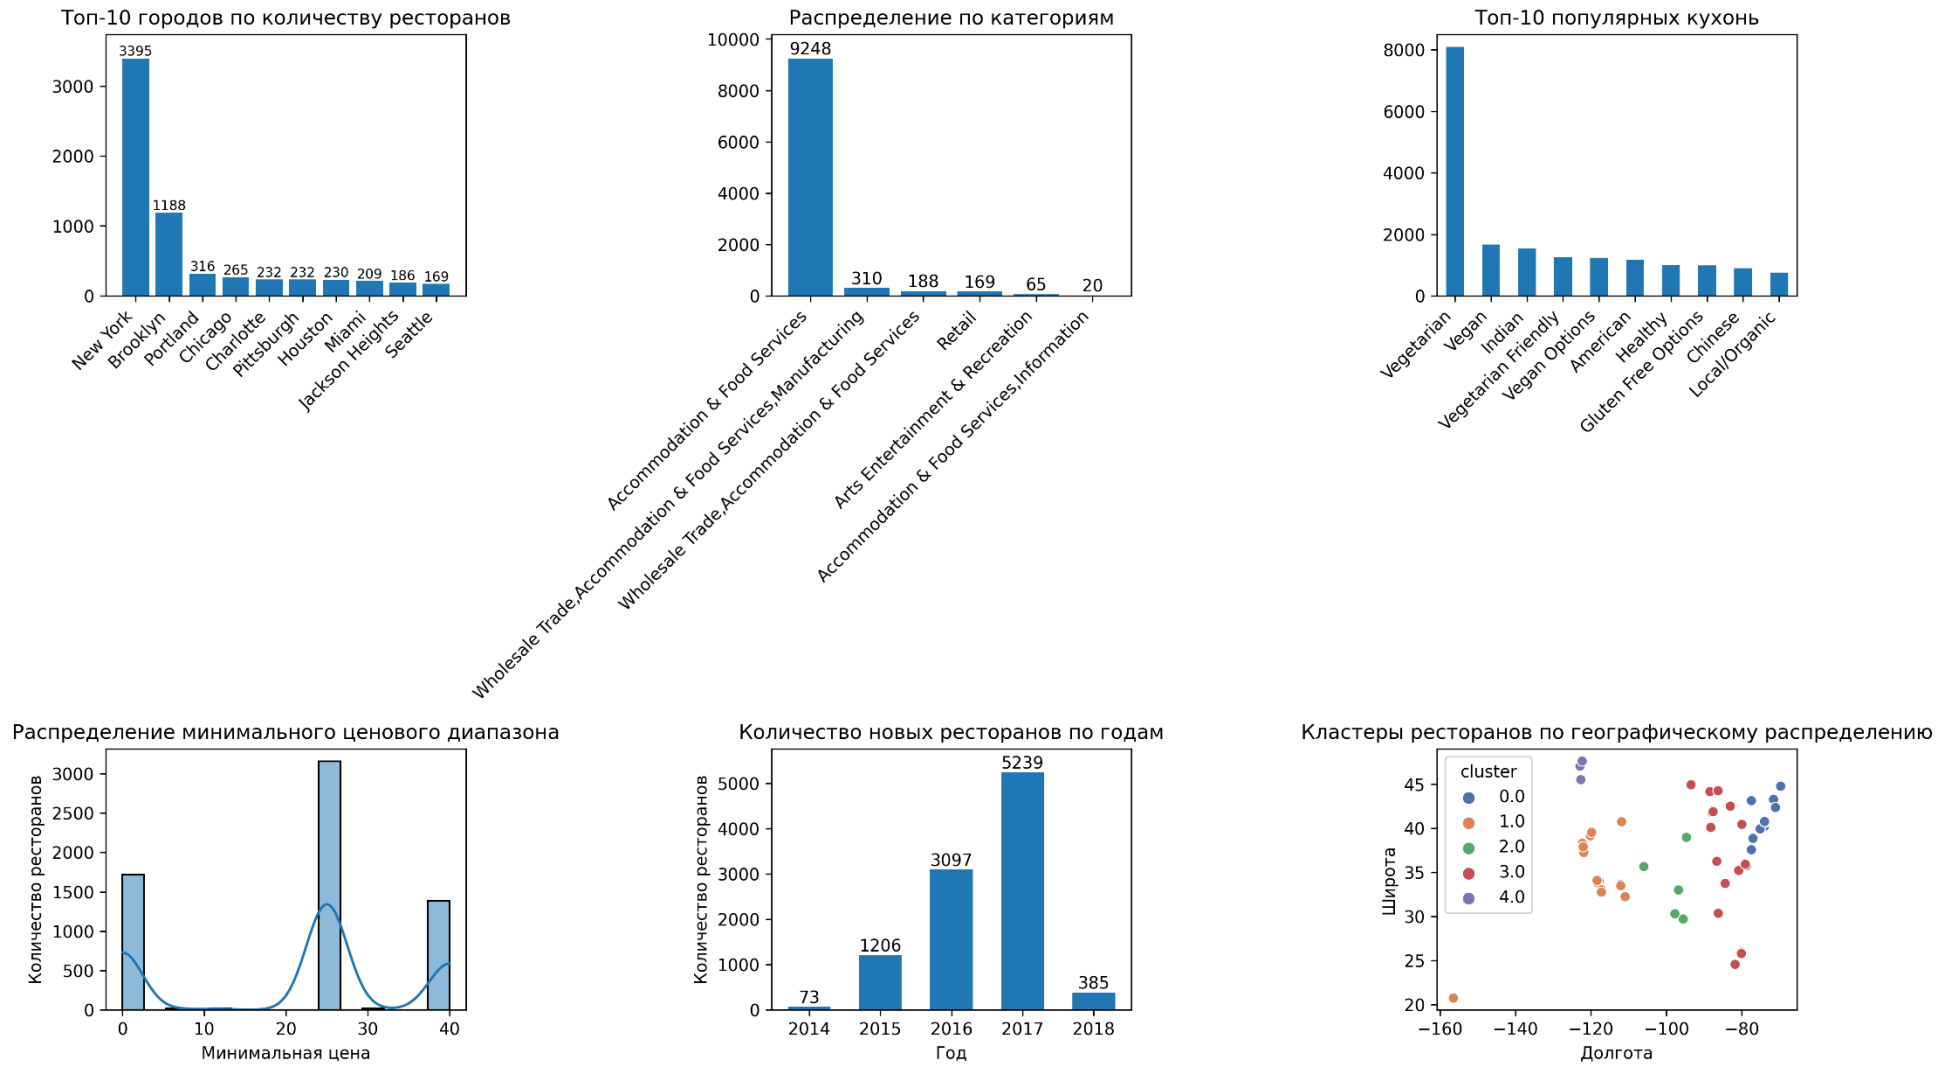 Топ-10 городов по количеству ресторанов
3395
1188
316
265
232
232
230
209
186
169
3000
2000
1000
0
New York
Brooklyn
Portland
Chicago
Charlotte
Pittsburgh
Houston
Miami
Jackson Heights
Seattle
Распределение по категориям
9248
310
188
169
65
20
10000
8000
6000
4000
2000
0
Accommodation & Food Services
Wholesale Trade,Accommodation & Food Services,Manufacturing
Wholesale Trade,Accommodation & Food Services
Retail
Arts Entertainment & Recreation
Accommodation & Food Services,Information
Топ-10 популярных кухонь
8000
6000
4000
2000
0
Vegetarian
Vegan
Indian
Vegetarian Friendly
Vegan Options
American
Healthy
Gluten Free Options
Chinese
Local/Organic
Распределение минимального ценового диапазона
Количество ресторанов
3000
2500
2000
1500
1000
500
0
0 10 20 30 40
Минимальная цена
Количество новых ресторанов по годам
Количество ресторанов
5000
4000
3000
2000
1000
0
73
1206
3097
5239
385
2014 2015 2016 2017 2018
Год
Кластеры ресторанов по географическому распределению
Широта
45
40
35
30
25
20
cluster
0.0
1.0
2.0
3.0
4.0
−160 −140 −120 −100 −80
Долгота